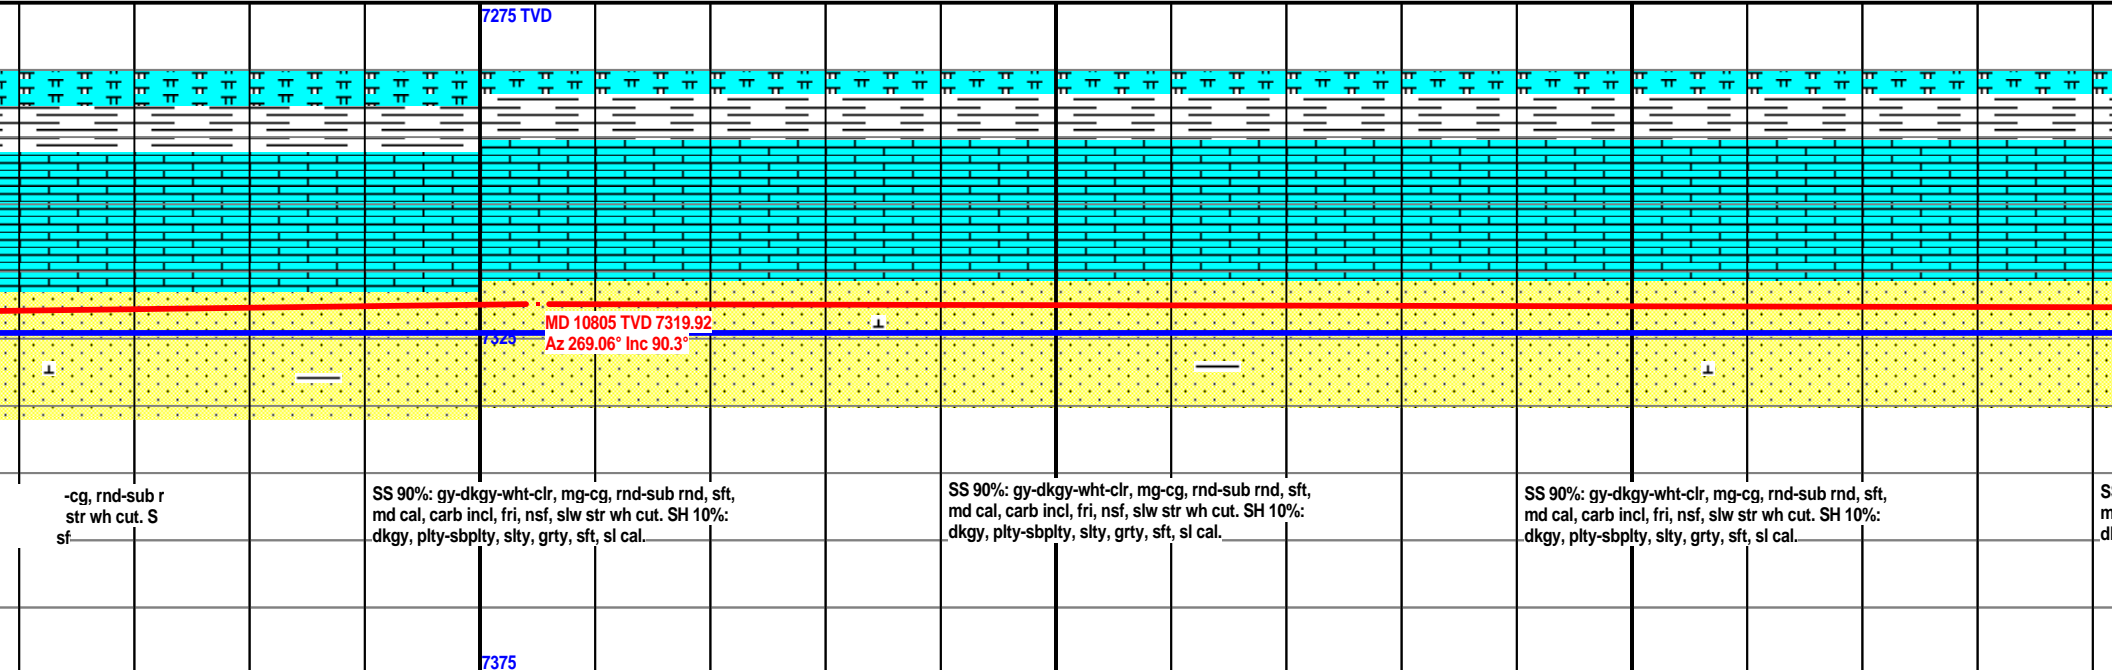 7275 TVD
MD 10805 TVD 7319.92
7325
Az 269.06° Inc 90.3°
-cg, rnd-sub r
str wh cut. S
sf
SS 90%: gy-dkgy-wht-clr, mg-cg, rnd-sub rnd, sft,
md cal, carb incl, fri, nsf, slw str wh cut. SH 10%:
dkgy, plty-sbplty, slty, grty, sft, sl cal.
SS 90%: gy-dkgy-wht-clr, mg-cg, rnd-sub rnd, sft,
md cal, carb incl, fri, nsf, slw str wh cut. SH 10%:
dkgy, plty-sbplty, slty, grty, sft, sl cal.
SS 90%: gy-dkgy-wht-clr, mg-cg, rnd-sub rnd, sft,
md cal, carb incl, fri, nsf, slw str wh cut. SH 10%:
dkgy, plty-sbplty, slty, grty, sft, sl cal.
7375